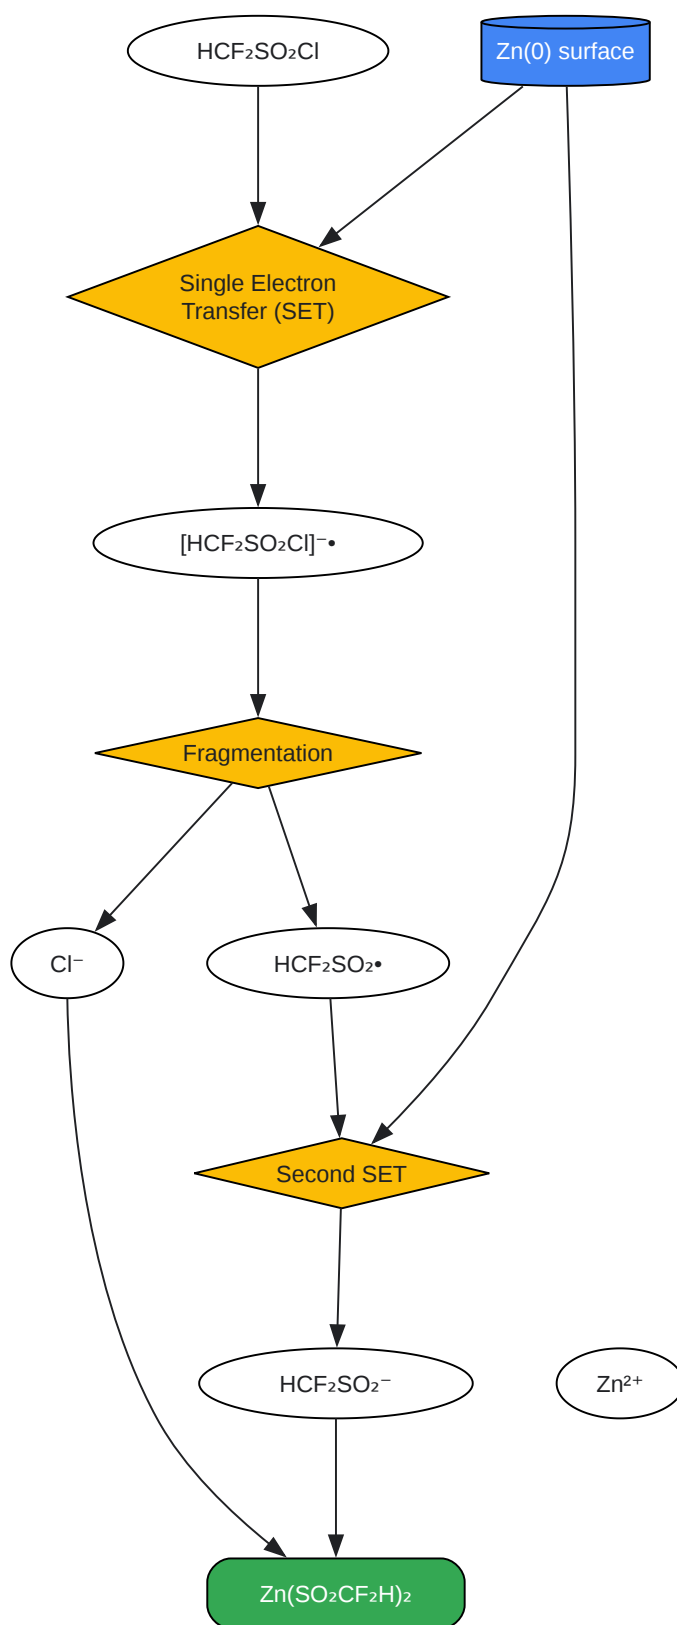 HCF₂SO₂Cl
Zn(0) surface
Single Electron
Transfer (SET)
[HCF₂SO₂Cl]⁻•
Fragmentation
Cl⁻
HCF₂SO₂•
Second SET
HCF₂SO₂⁻
Zn²⁺
Zn(SO₂CF₂H)₂